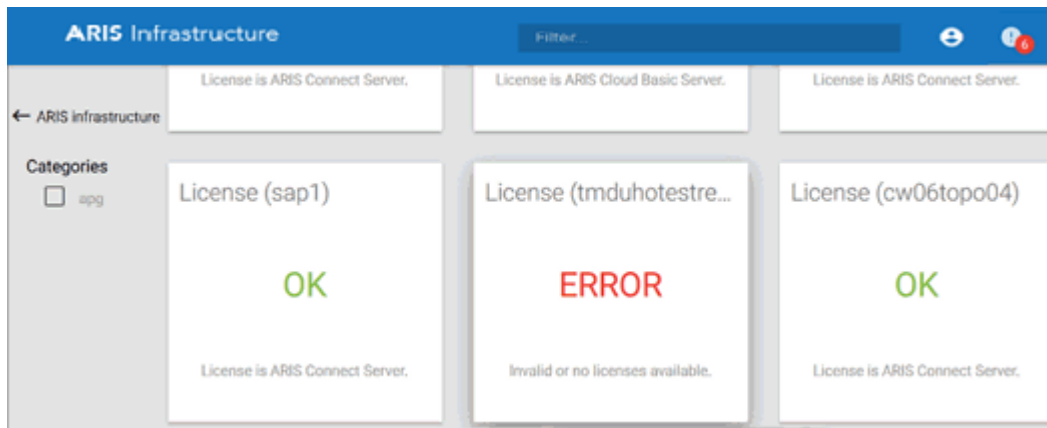 ARIS Infrastructure
Filter...
6
License is ARIS Connect Server.
License is ARIS Cloud Basic Server.
License is ARIS Connect Server.
← ARIS infrastructure
Categories
apg
License (sap1)
OK
License is ARIS Connect Server.
License (tmduhotestre...
ERROR
Invalid or no licenses available.
License (cw06topo04)
OK
License is ARIS Connect Server.